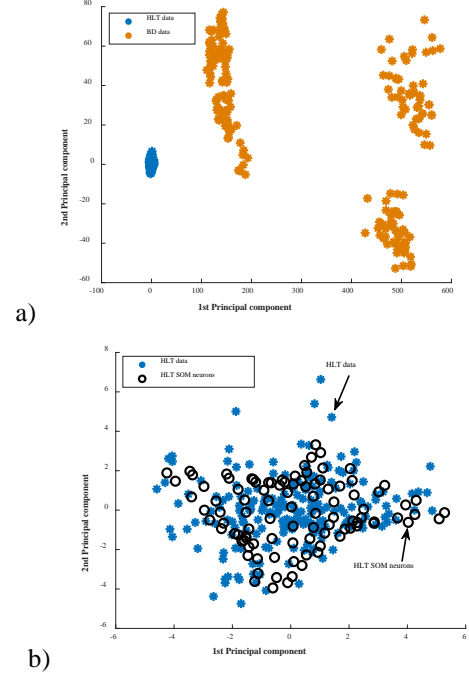 80
HLT data
BD data
60
40
20
0
-20
-40
-60
-100 0 100 200 300 400 500 600
2nd Principal component
1st Principal component
a)
8
HLT data
HLT SOM neurons
HLT data
6
4
2
0
-2
-4
-6
HLT SOM neurons
-6 -4 -2 0 2 4 6
2nd Principal component
1st Principal component
b)